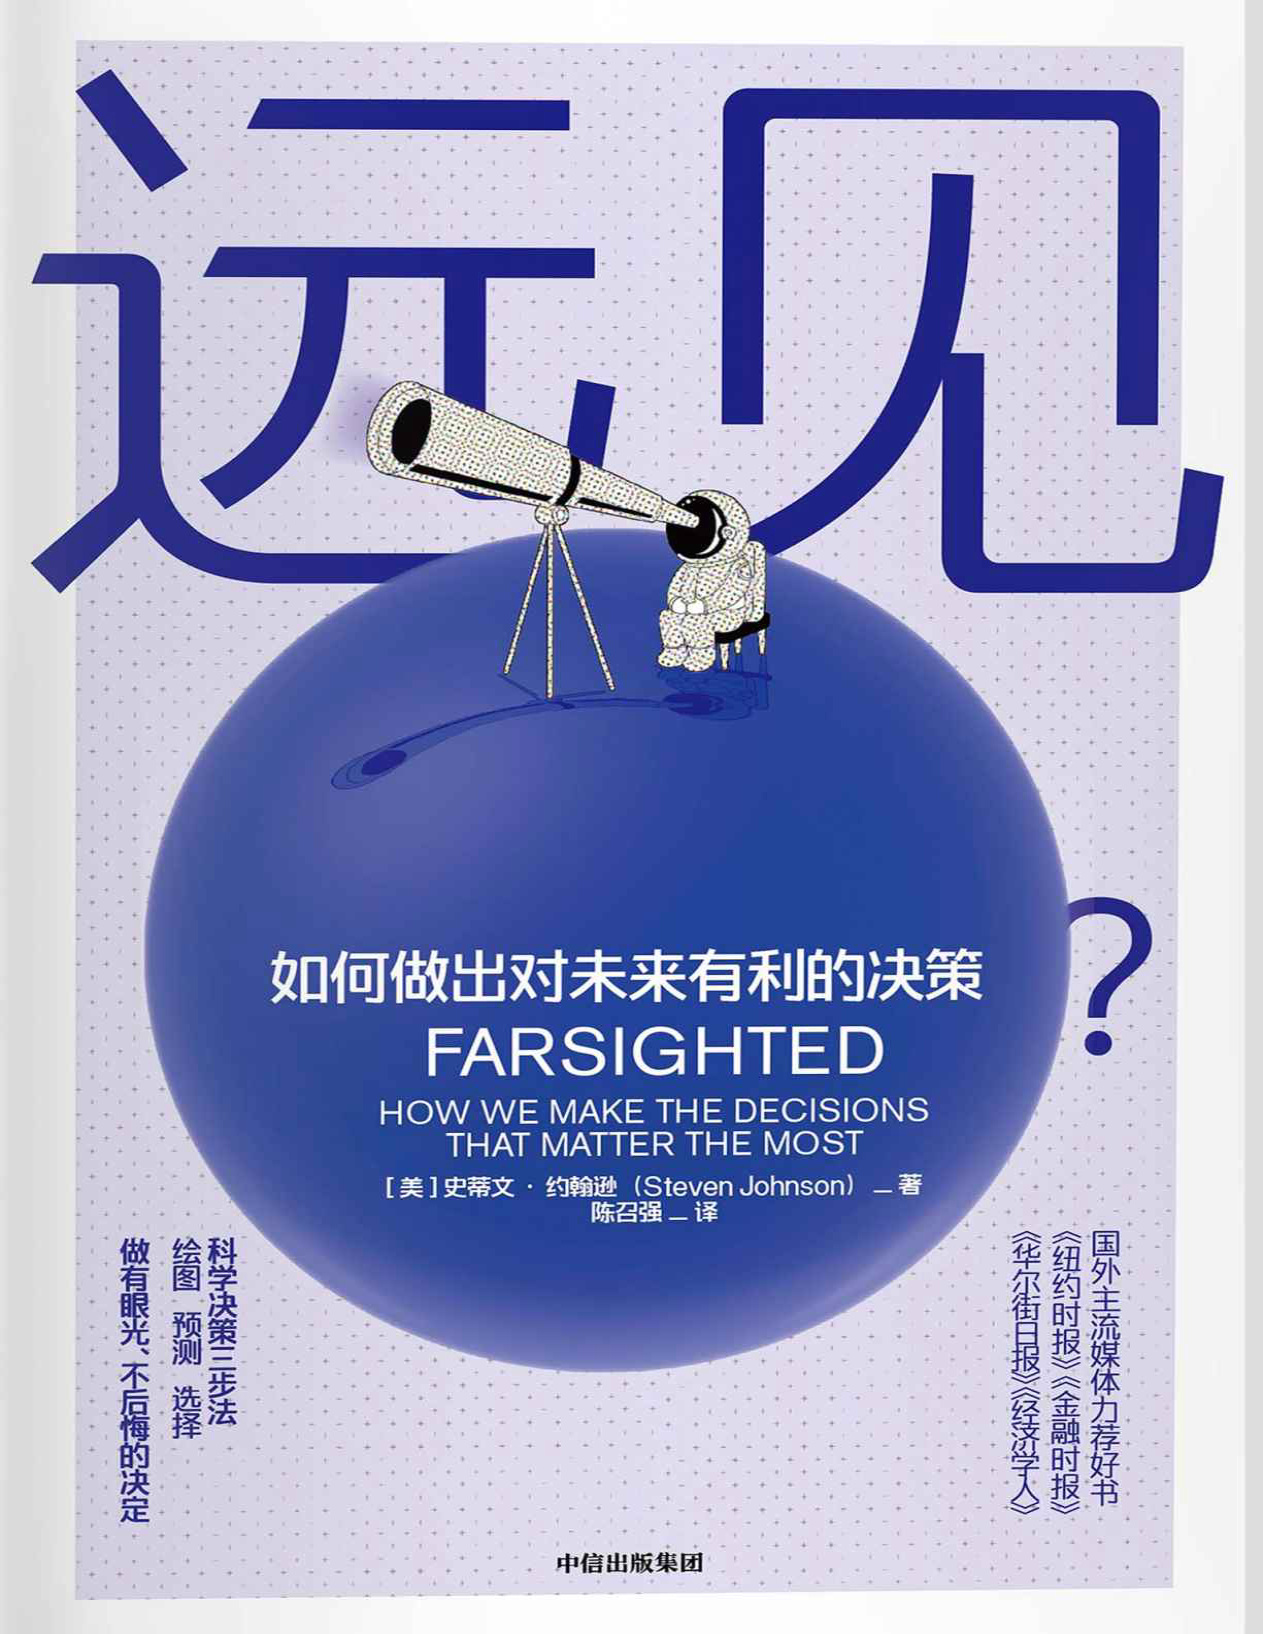 远见
?
如何做出对未来有利的决策
FARSIGHTED
HOW WE MAKE THE DECISIONS
THAT MATTER THE MOST
[美]史蒂文·约翰逊（Steven Johnson）_著
陈召强_译
国外主流媒体力荐好书
《纽约时报》《金融时报》
《华尔街日报》《经济学人》
科学决策三步法
绘图 预测 选择
做有眼光、不后悔的决定
中信出版集团